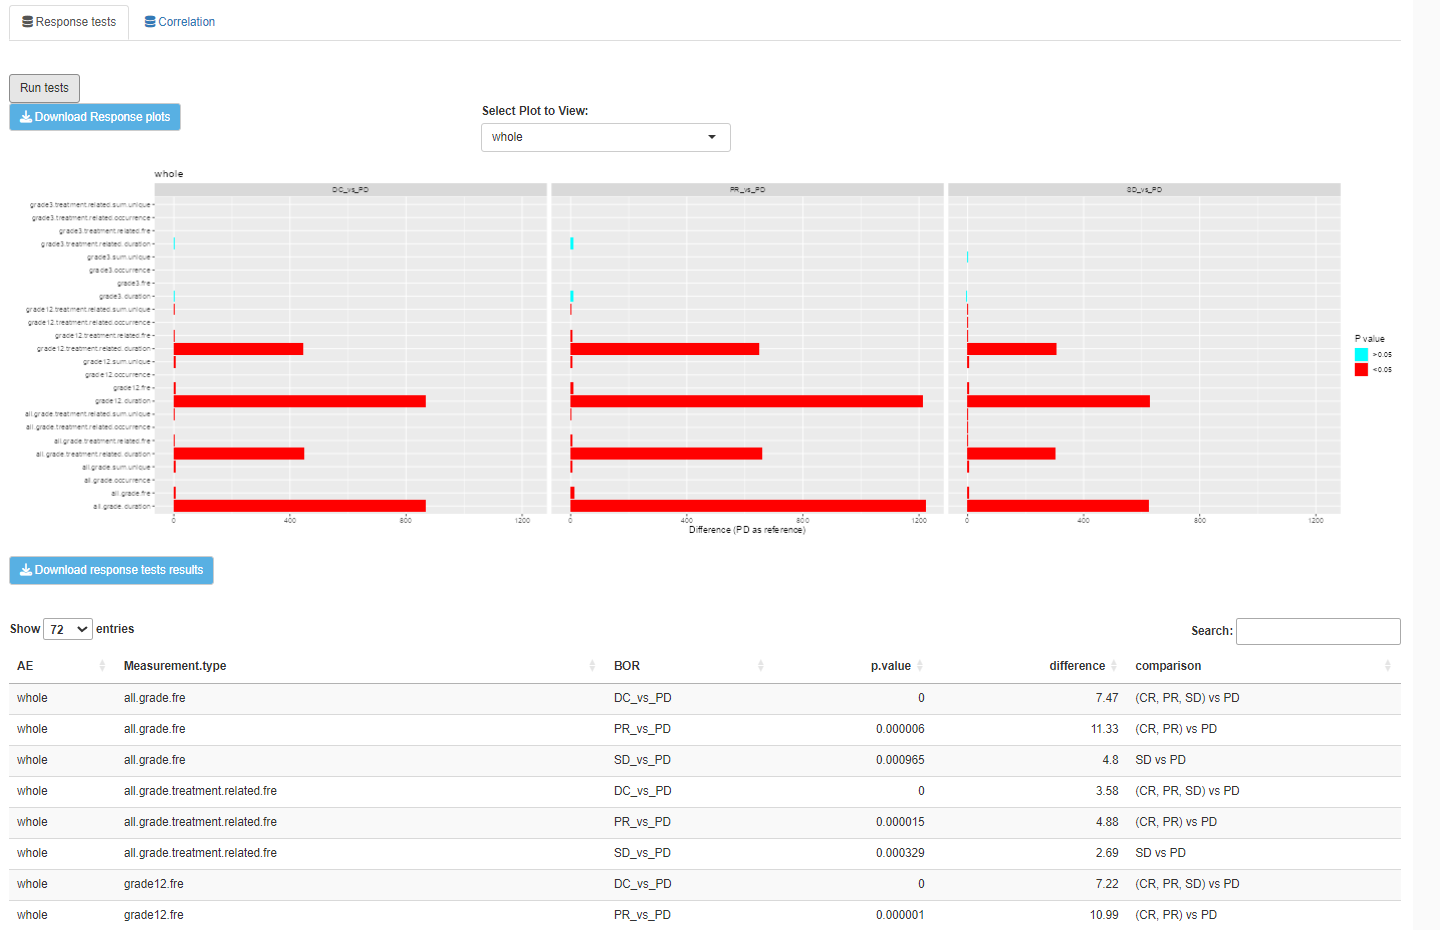 Response tests Correlation
Run tests
Download Response plots
Select Plot to View:
whole
whole
DC_vs_PD PR_vs_PD SD_vs_PD
grade3.treatment.related.sum.unique
grade3.treatment.related.occurrence
grade3.treatment.related.fre
grade3.treatment.related.duration
grade3.sum.unique
grade3.occurrence
grade3.fre
grade3.duration
grade12.treatment.related.sum.unique
grade12.treatment.related.occurrence
grade12.treatment.related.fre
grade12.treatment.related.duration
grade12.sum.unique
grade12.occurrence
grade12.fre
grade12.duration
all.grade.treatment.related.sum.unique
all.grade.treatment.related.occurrence
all.grade.treatment.related.fre
all.grade.treatment.related.duration
all.grade.sum.unique
all.grade.occurrence
all.grade.fre
all.grade.duration
0 400 800 1200 0 400 800 1200 0 400 800 1200
Difference (PD as reference)
P value
>0.05
<0.05
Download response tests results
Show 72 entries Search:
AE Measurement.type BOR p.value difference comparison
whole all.grade.fre DC_vs_PD 0 7.47 (CR, PR, SD) vs PD
whole all.grade.fre PR_vs_PD 0.000006 11.33 (CR, PR) vs PD
whole all.grade.fre SD_vs_PD 0.000965 4.8 SD vs PD
whole all.grade.treatment.related.fre DC_vs_PD 0 3.58 (CR, PR, SD) vs PD
whole all.grade.treatment.related.fre PR_vs_PD 0.000015 4.88 (CR, PR) vs PD
whole all.grade.treatment.related.fre SD_vs_PD 0.000329 2.69 SD vs PD
whole grade12.fre DC_vs_PD 0 7.22 (CR, PR, SD) vs PD
whole grade12.fre PR_vs_PD 0.000001 10.99 (CR, PR) vs PD